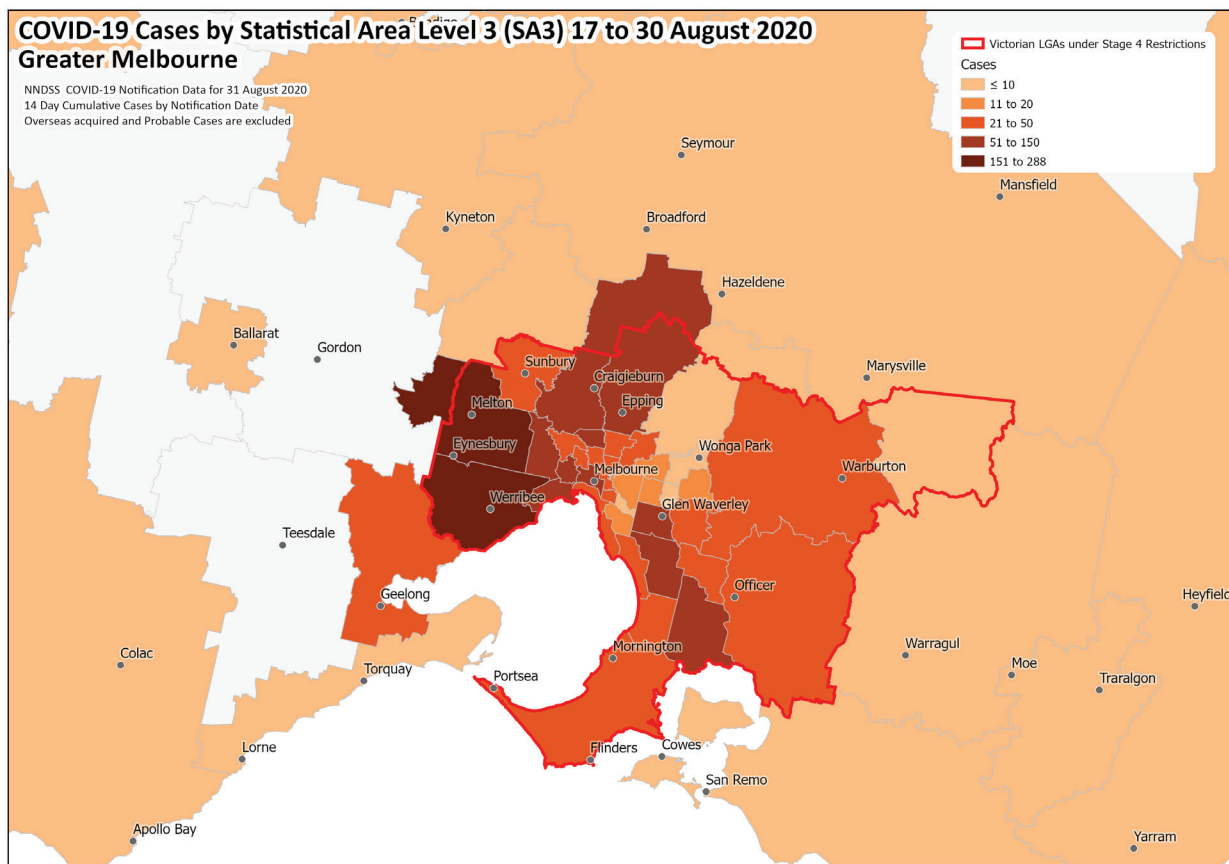 Bendigo
COVID-19 Cases by Statistical Area Level 3 (SA3) 17 to 30 August 2020
Greater Melbourne
NNDSS COVID-19 Notification Data for 31 August 2020
14 Day Cumulative Cases by Notification Date
Overseas acquired and Probable Cases are excluded
Victorian LGAs under Stage 4 Restrictions
Cases
≤ 10
11 to 20
21 to 50
51 to 150
151 to 288
Seymour
Mansfield
Kyneton
Broadford
Hazeldene
Ballarat
Gordon
Sunbury
Marysville
Craigieburn
Melton
Epping
Eynesbury
Wonga Park
Melbourne
Warburton
Werribee
Glen Waverley
Teesdale
Geelong
Officer
Heyfield
Colac
Mornington
Warragul
Moe
Torquay
Portsea
Traralgon
Lorne
Flinders
Cowes
San Remo
Apollo Bay
Yarram